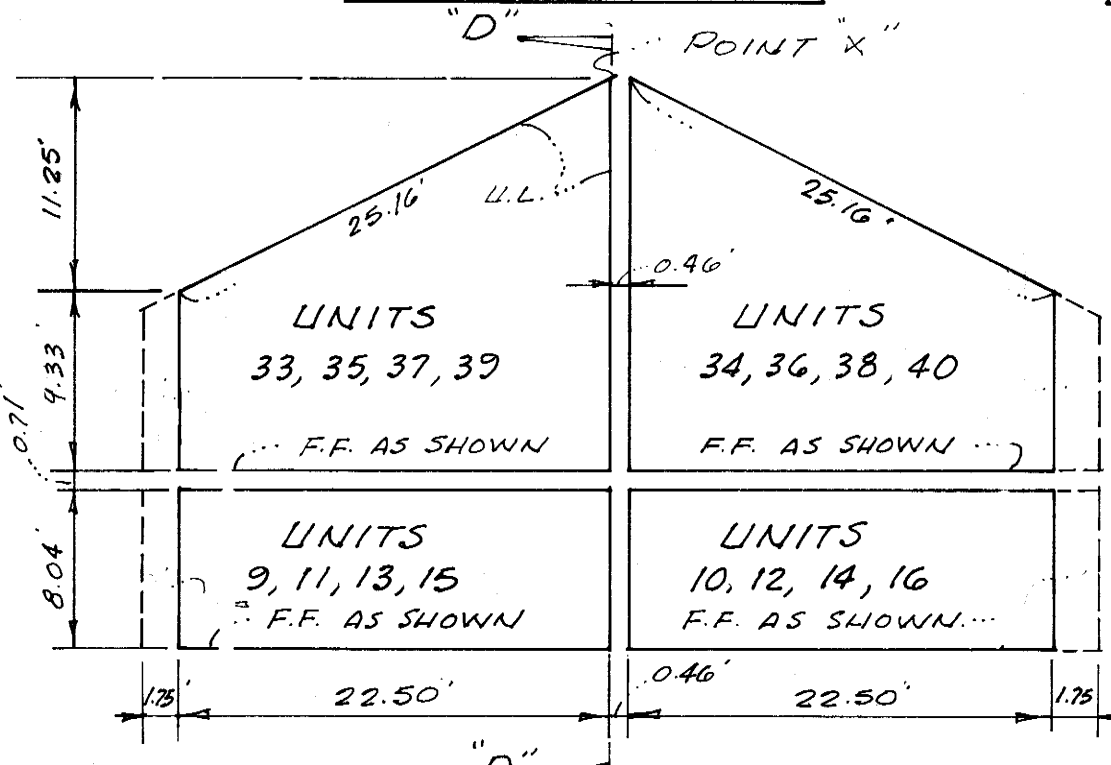 "D"
POINT "X"
11.25'
25.16'
U.L.
25.16'
0.46'
9.33'
0.71'
UNITS
33, 35, 37, 39
UNITS
34, 36, 38, 40
F.F. AS SHOWN
F.F. AS SHOWN
8.04'
UNITS
9, 11, 13, 15
F.F. AS SHOWN
UNITS
10, 12, 14, 16
F.F. AS SHOWN
0.46'
1.75'
22.50'
22.50'
1.75